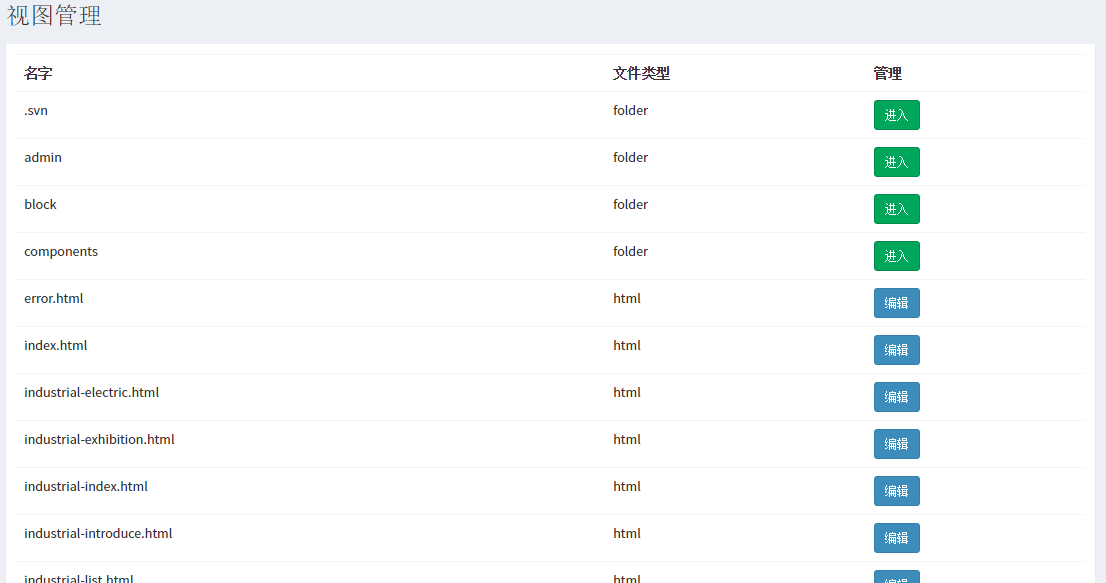 视图管理
名字 文件类型 管理
.svn folder 进入
admin folder 进入
block folder 进入
components folder 进入
error.html html 编辑
index.html html 编辑
industrial-electric.html html 编辑
industrial-exhibition.html html 编辑
industrial-index.html html 编辑
industrial-introduce.html html 编辑
industrial-list.html html 编辑